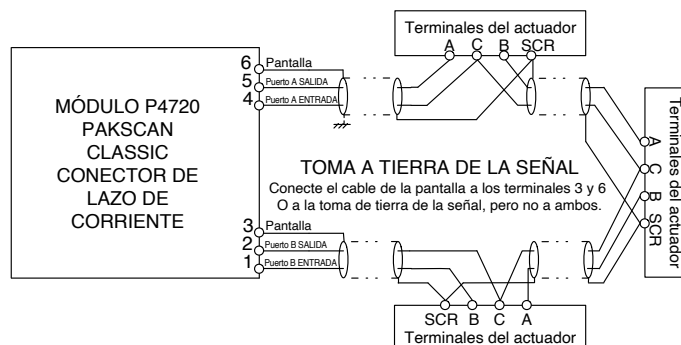 Terminales del actuador
A C B SCR
6 Pantalla
5 Puerto A SALIDA
4 Puerto A ENTRADA
MÓDULO P4720
PAKSCAN
CLASSIC
CONECTOR DE
LAZO DE
CORRIENTE
TOMA A TIERRA DE LA SEÑAL
Conecte el cable de la pantalla a los terminales 3 y 6
O a la toma de tierra de la señal, pero no a ambos.
Terminales del actuador
A
C
B
SCR
3 Pantalla
2 Puerto B SALIDA
1 Puerto B ENTRADA
SCR B C A
Terminales del actuador